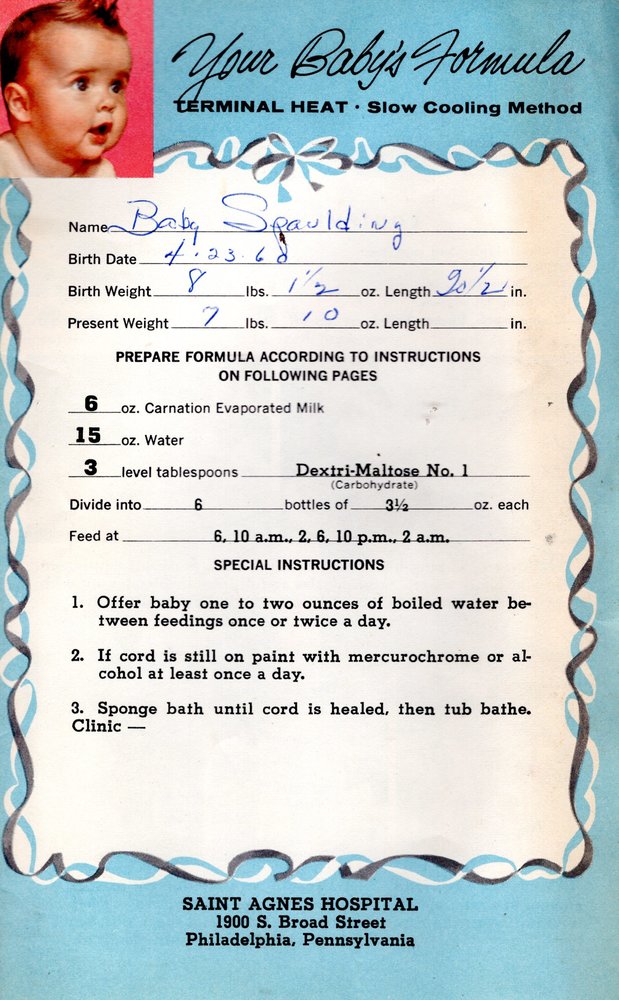 Your Baby's Formula
TERMINAL HEAT · Slow Cooling Method
Name Baby Spaulding
Birth Date 4·23·68
Birth Weight 8 lbs. 1 1/2 oz. Length 20 1/2 in.
Present Weight 7 lbs. 10 oz. Length in.
PREPARE FORMULA ACCORDING TO INSTRUCTIONS
ON FOLLOWING PAGES
6 oz. Carnation Evaporated Milk
15 oz. Water
3 level tablespoons Dextri-Maltose No. 1
(Carbohydrate)
Divide into 6 bottles of 3½ oz. each
Feed at 6, 10 a.m., 2, 6, 10 p.m., 2 a.m.
SPECIAL INSTRUCTIONS
1. Offer baby one to two ounces of boiled water be-
tween feedings once or twice a day.
2. If cord is still on paint with mercurochrome or al-
cohol at least once a day.
3. Sponge bath until cord is healed, then tub bathe.
Clinic —
SAINT AGNES HOSPITAL
1900 S. Broad Street
Philadelphia, Pennsylvania